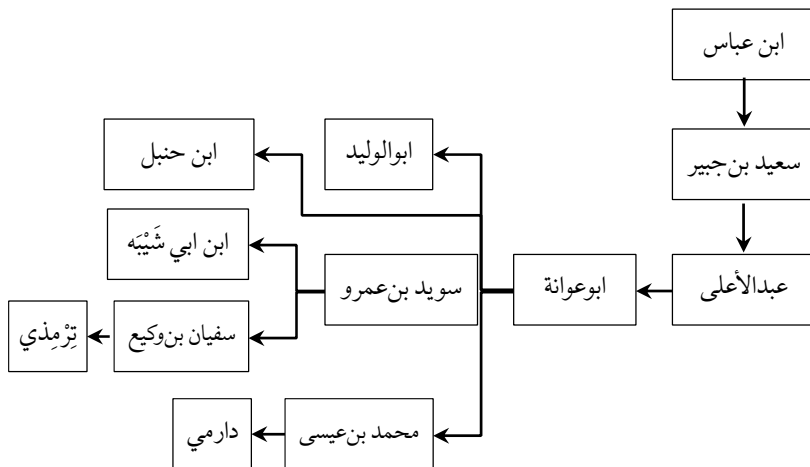 ابن عباس
سعيد بن‌جبير
عبدالأعلى
ابوعوانة
ابوالوليد
ابن حنبل
سويد بن‌عمرو
ابن ابي شَيْبَه
سفيان بن‌وكيع
تِرْمِذي
محمد بن‌عيسى
دارمي